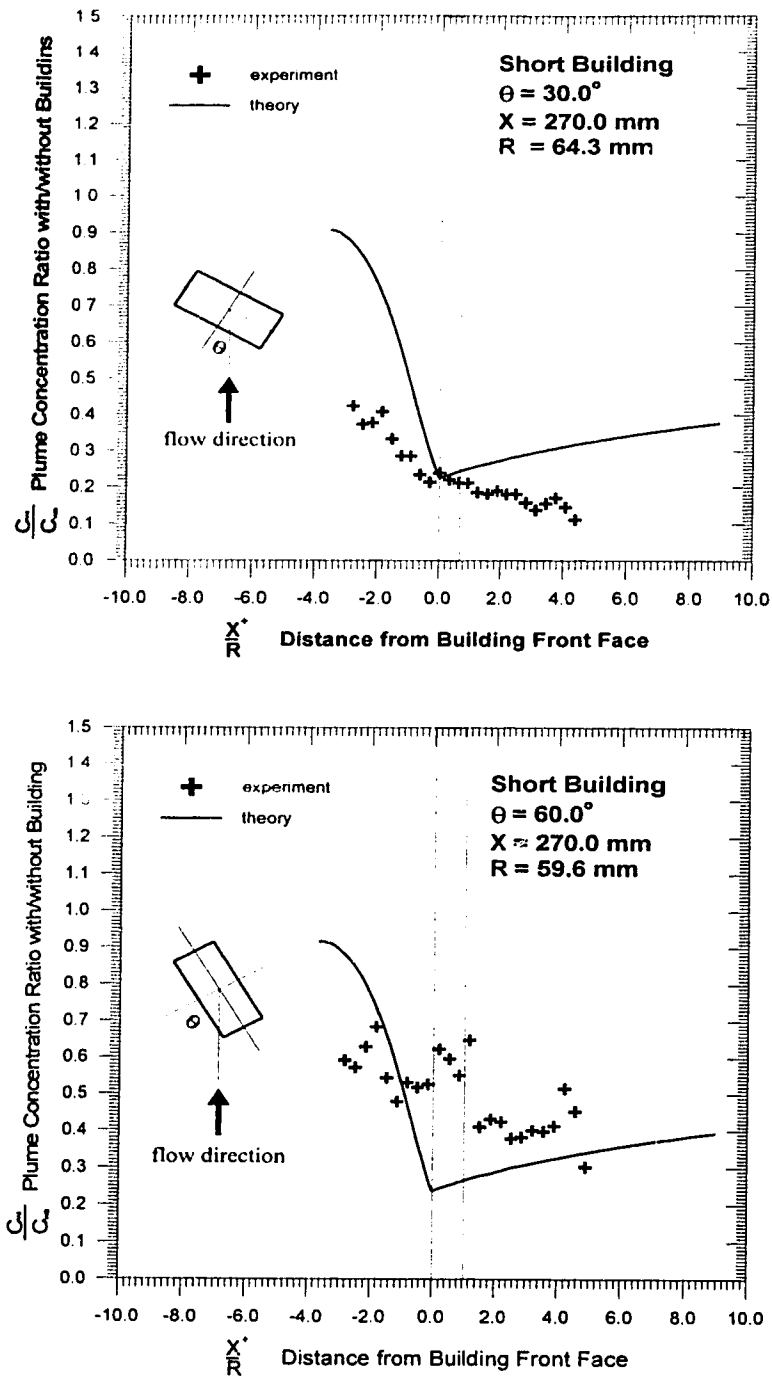 1 5
1.4
1.3
1.2
1.1
1 0
0.9
0.8
0 7
0.6
0.5
0.4
0.3
0.2
0.1
0.0
Plume Concentration Ratio with/without Buildins
experiment
theory
Short Building
Θ = 30.0°
X = 270.0 mm
R = 64.3 mm
Θ
flow direction
-10.0 -8.0 -6.0 -4.0 -2.0 0.0 2.0 4.0 6.0 8.0 10.0
X+
R
Distance from Building Front Face
1.5
1.4
1.3
1.2
1.1
1.0
0.9
0.8
0.7
0.6
0.5
0.4
0.3
0.2
0.1
0.0
Plume Concentration Ratio with/without Building
experiment
theory
Short Building
Θ = 60.0°
X = 270.0 mm
R = 59.6 mm
Θ
flow direction
-10.0 -8.0 -6.0 -4.0 -2.0 0.0 2.0 4.0 6.0 8.0 10.0
X+
R
Distance from Building Front Face